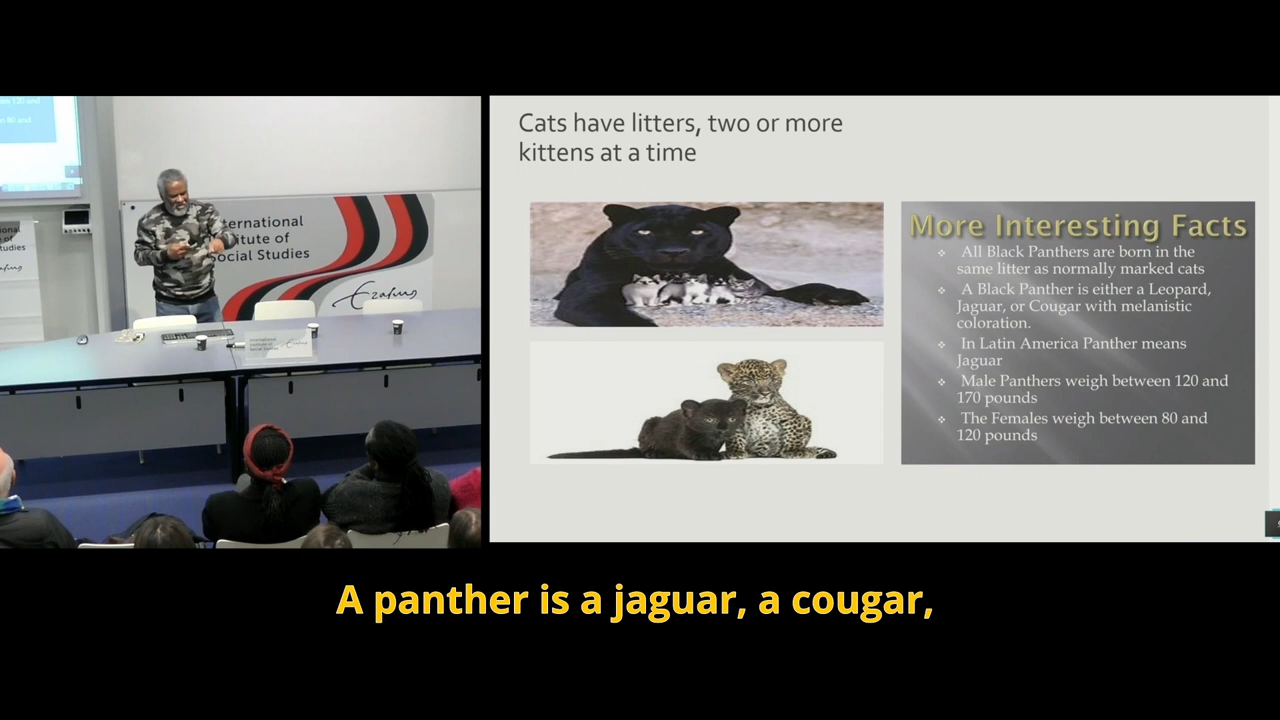 Cats have litters, two or more
kittens at a time
More Interesting Facts
All Black Panthers are born in the
same litter as normally marked cats
A Black Panther is either a Leopard,
Jaguar, or Cougar with melanistic
coloration.
In Latin America Panther means
Jaguar
Male Panthers weigh between 120 and
170 pounds
The Females weigh between 80 and
120 pounds
International
Institute of
Social Studies
Erasmus
A panther is a jaguar, a cougar,